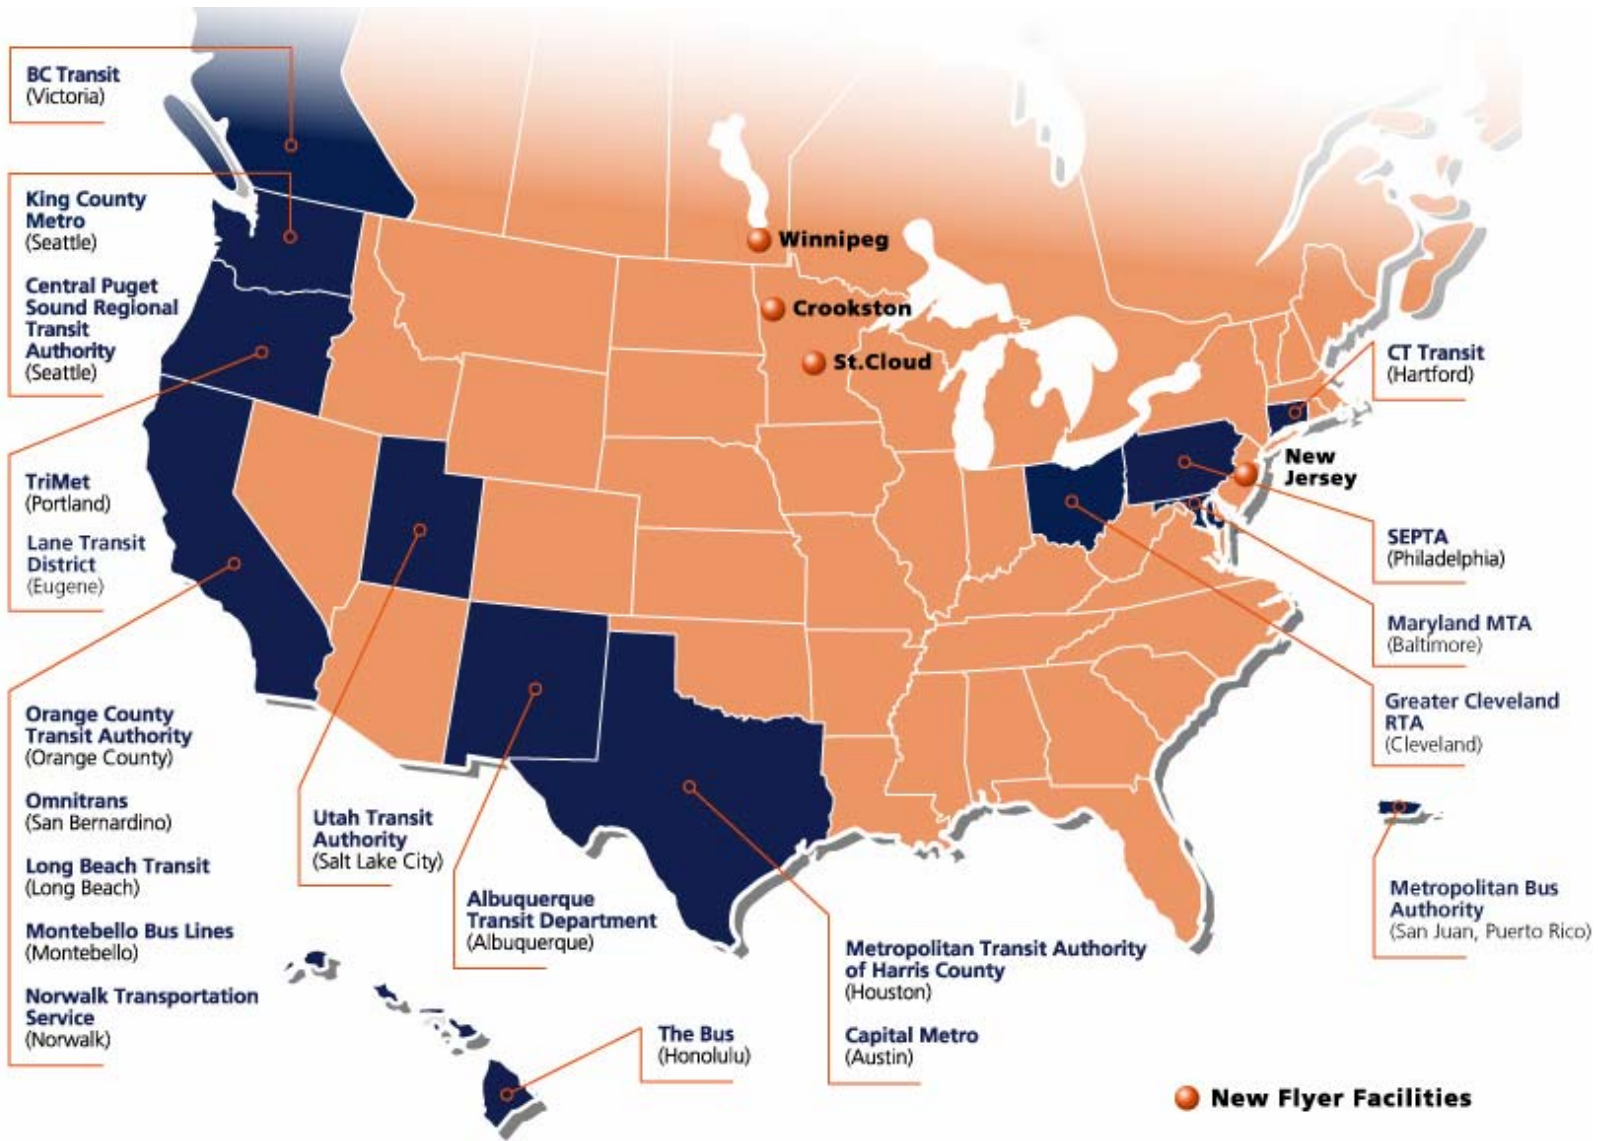 BC Transit
(Victoria)
King County
Metro
(Seattle)
Central Puget
Sound Regional
Transit
Authority
(Seattle)
TriMet
(Portland)
Lane Transit
District
(Eugene)
Orange County
Transit Authority
(Orange County)
Omnitrans
(San Bernardino)
Long Beach Transit
(Long Beach)
Montebello Bus Lines
(Montebello)
Norwalk Transportation
Service
(Norwalk)
Utah Transit
Authority
(Salt Lake City)
Albuquerque
Transit Department
(Albuquerque)
The Bus
(Honolulu)
Metropolitan Transit Authority
of Harris County
(Houston)
Capital Metro
(Austin)
Winnipeg
Crookston
St.Cloud
New
Jersey
CT Transit
(Hartford)
SEPTA
(Philadelphia)
Maryland MTA
(Baltimore)
Greater Cleveland
RTA
(Cleveland)
Metropolitan Bus
Authority
(San Juan, Puerto Rico)
New Flyer Facilities